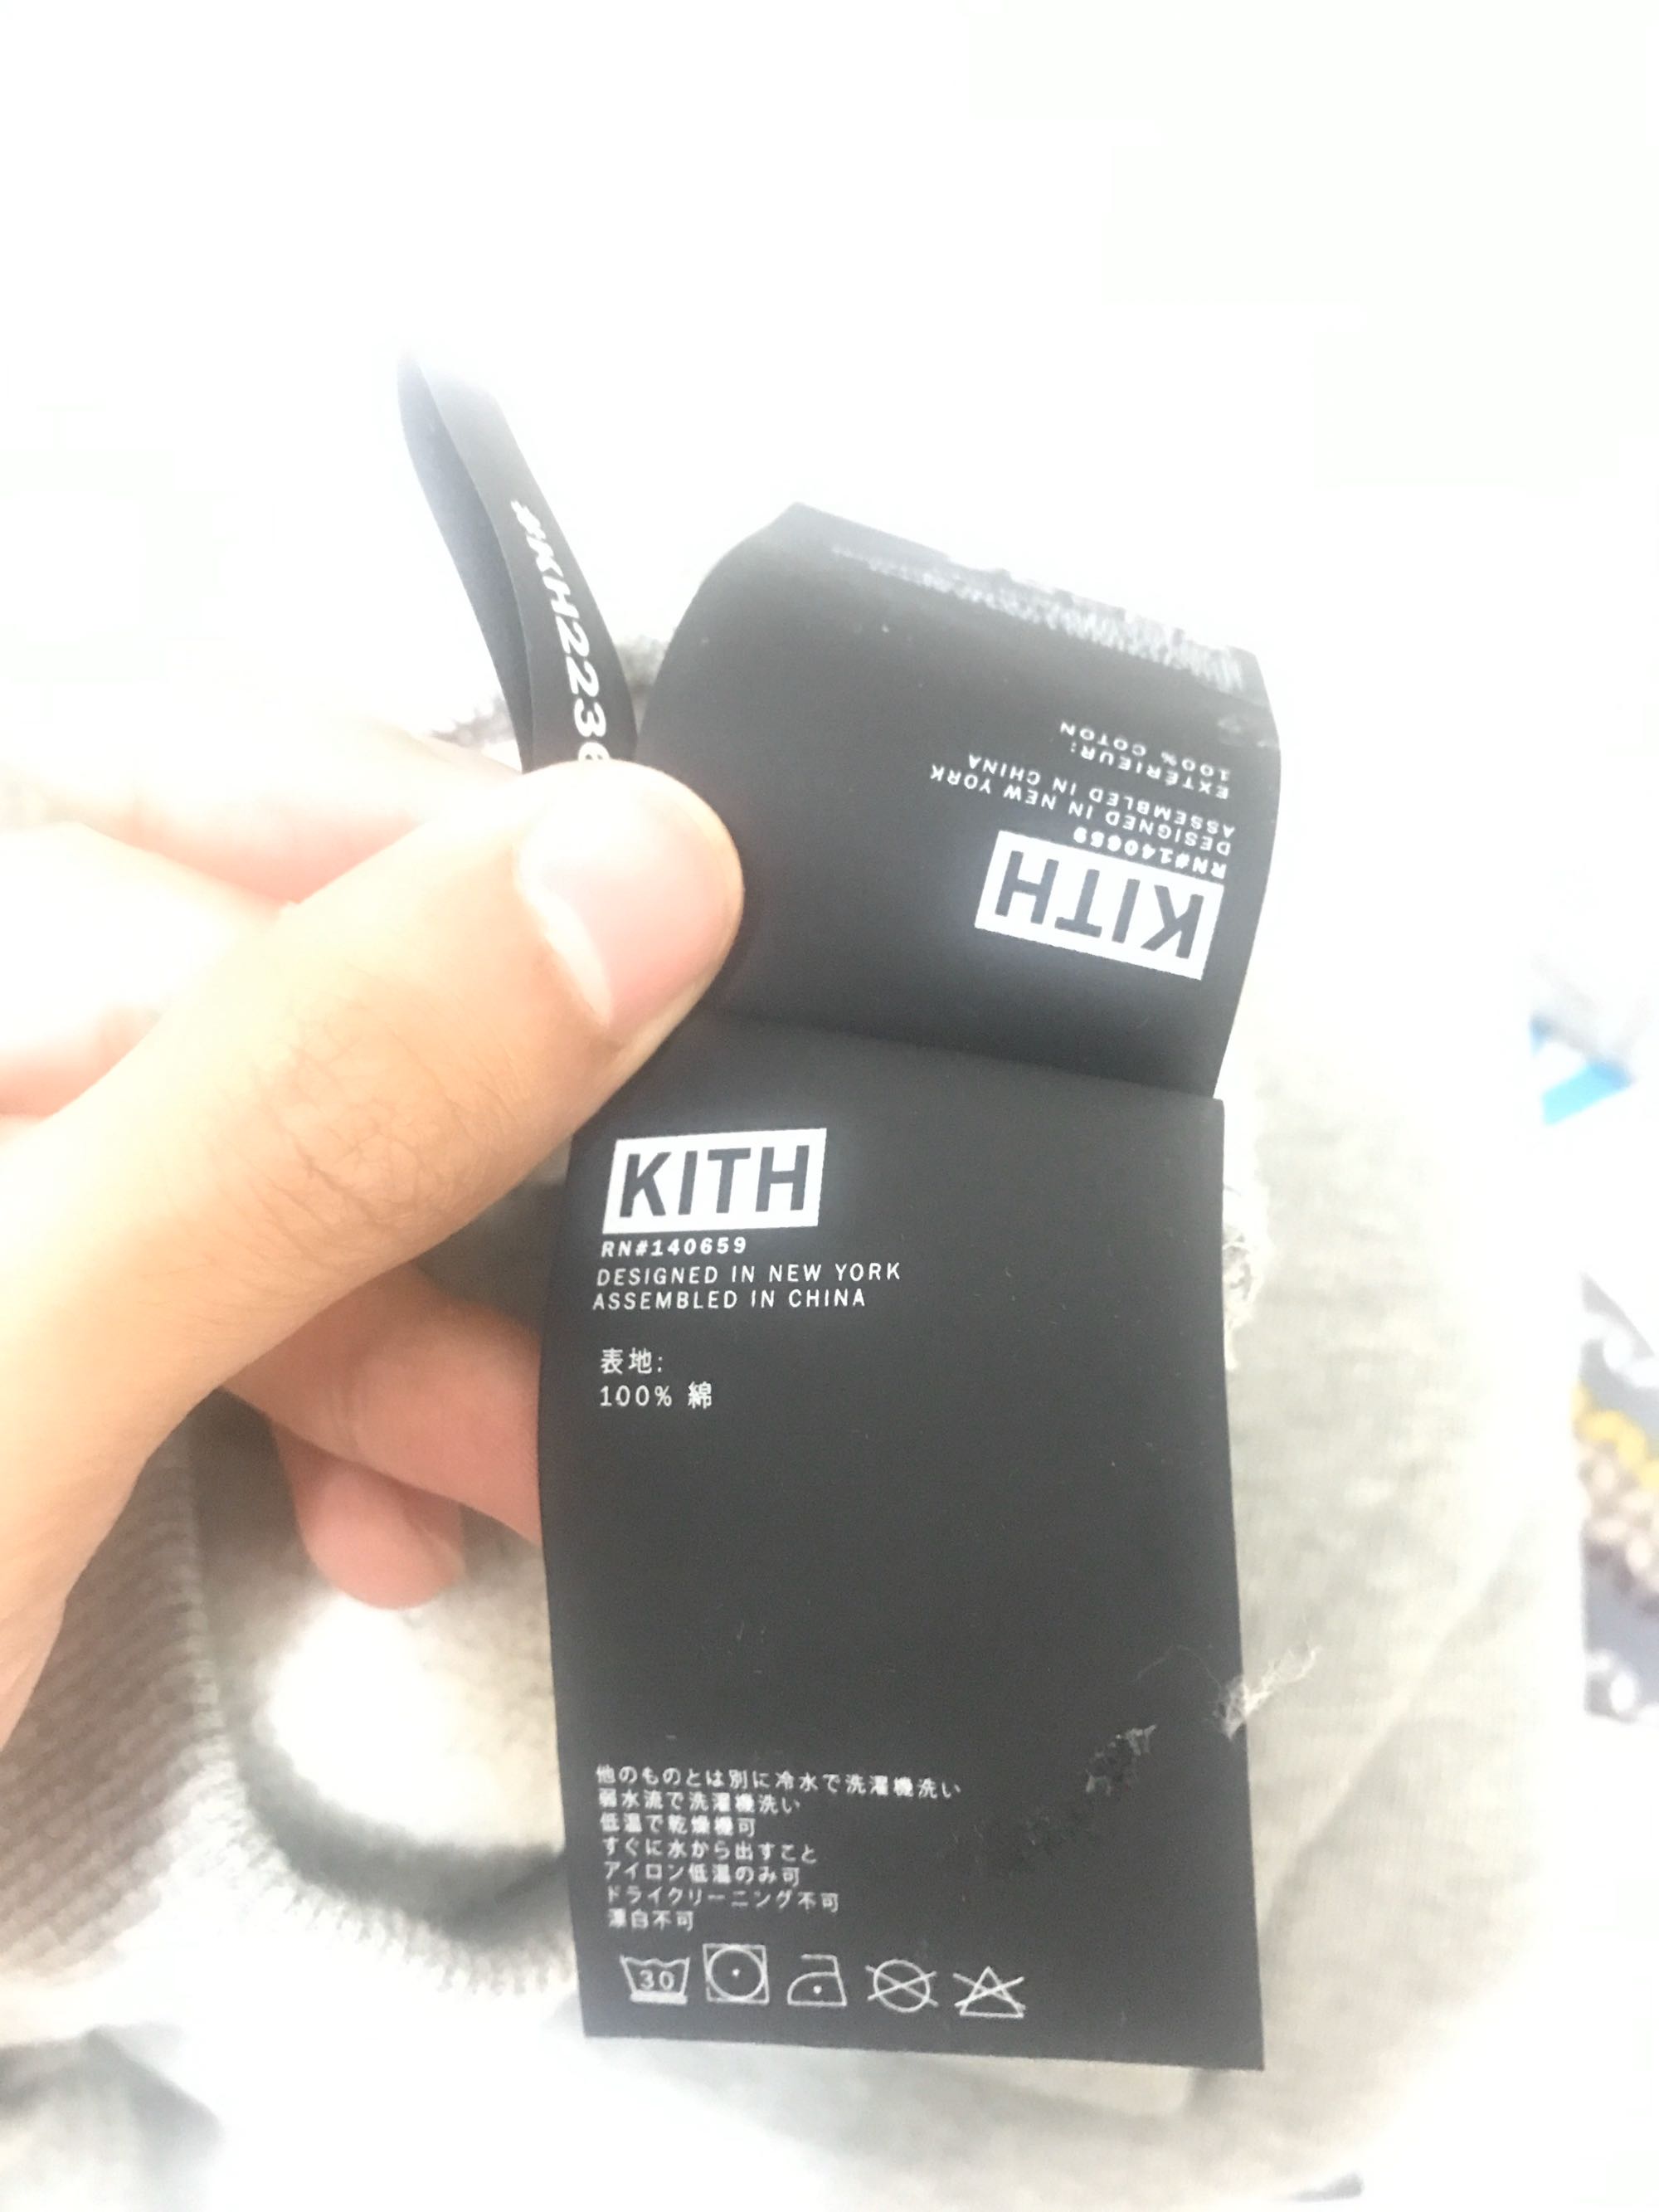 #KH223
100% COTON
EXTÉRIEUR:
ASSEMBLED IN CHINA
DESIGNED IN NEW YORK
RN#140659
KITH
KITH
RN#140659
DESIGNED IN NEW YORK
ASSEMBLED IN CHINA
表地:
100% 綿
他のものとは別に冷水で洗濯機洗い
弱水流で洗濯機洗い
低温で乾燥機可
すぐに水から出すこと
アイロン低温のみ可
ドライクリーニング不可
漂白不可
30